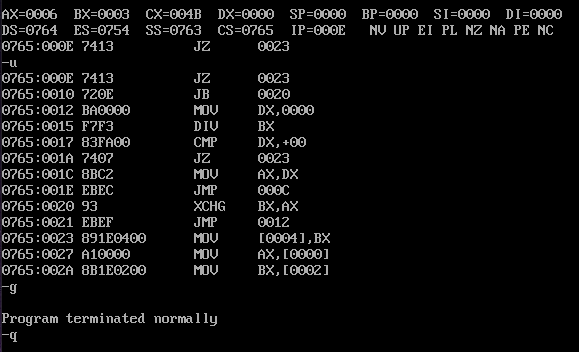 AX=0006  BX=0003  CX=004B  DX=0000  SP=0000  BP=0000  SI=0000  DI=0000
DS=0764  ES=0754  SS=0763  CS=0765  IP=000E   NV UP EI PL NZ NA PE NC
0765:000E 7413          JZ      0023
-u
0765:000E 7413          JZ      0023
0765:0010 720E          JB      0020
0765:0012 BA0000        MOV     DX,0000
0765:0015 F7F3          DIV     BX
0765:0017 83FA00        CMP     DX,+00
0765:001A 7407          JZ      0023
0765:001C 8BC2          MOV     AX,DX
0765:001E EBEC          JMP     000C
0765:0020 93            XCHG    BX,AX
0765:0021 EBEF          JMP     0012
0765:0023 891E0400      MOV     [0004],BX
0765:0027 A10000        MOV     AX,[0000]
0765:002A 8B1E0200      MOV     BX,[0002]
-g
Program terminated normally
-q